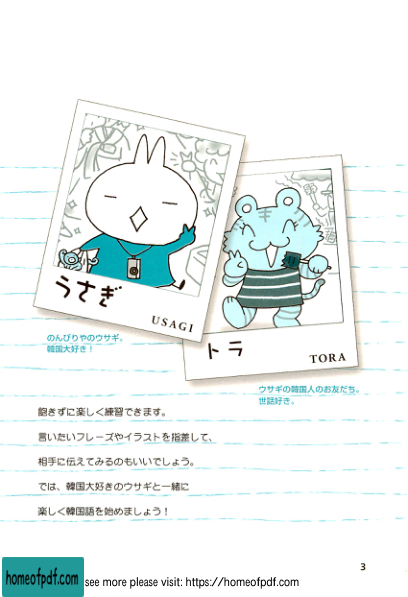 うさぎ
USAGI
のんびりやのウサギ。
韓国大好き！
トラ
TORA
ウサギの韓国人のお友だち。
世話好き。
飽きずに楽しく練習できます。
言いたいフレーズやイラストを指差して、
相手に伝えてみるのもいいでしょう。
では、韓国大好きのウサギと一緒に
楽しく韓国語を始めましょう！
3
homeofpdf.com
see more please visit: https://homeofpdf.com